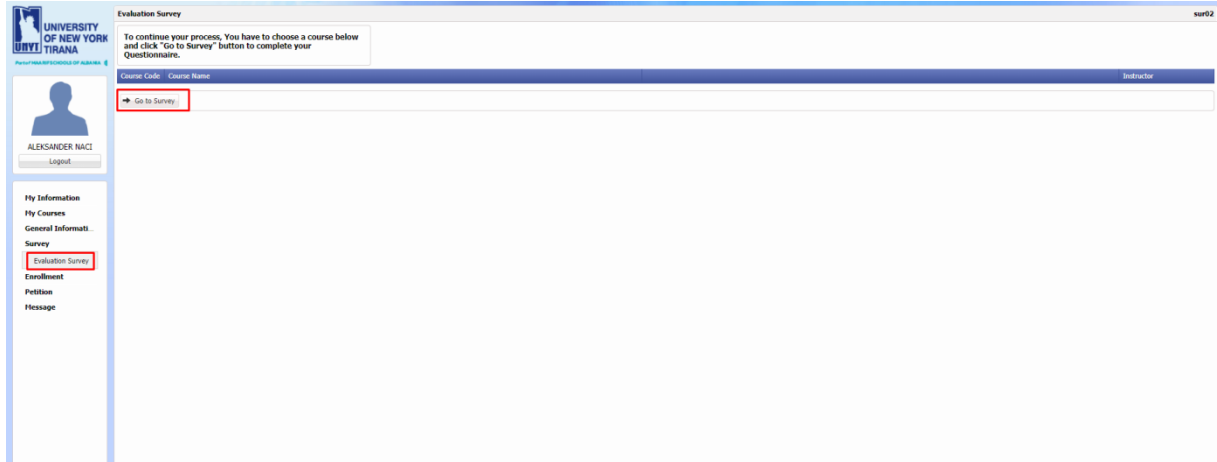 UNIVERSITY
OF NEW YORK
UNYT TIRANA
Evaluation Survey
sur02
To continue your process, You have to choose a course below
and click "Go to Survey" button to complete your
Questionnaire.
Course Code Course Name Instructor
Go to Survey
ALEKSANDER NACI
Logout
My Information
My Courses
General Informati...
Survey
Evaluation Survey
Enrollment
Petition
Message